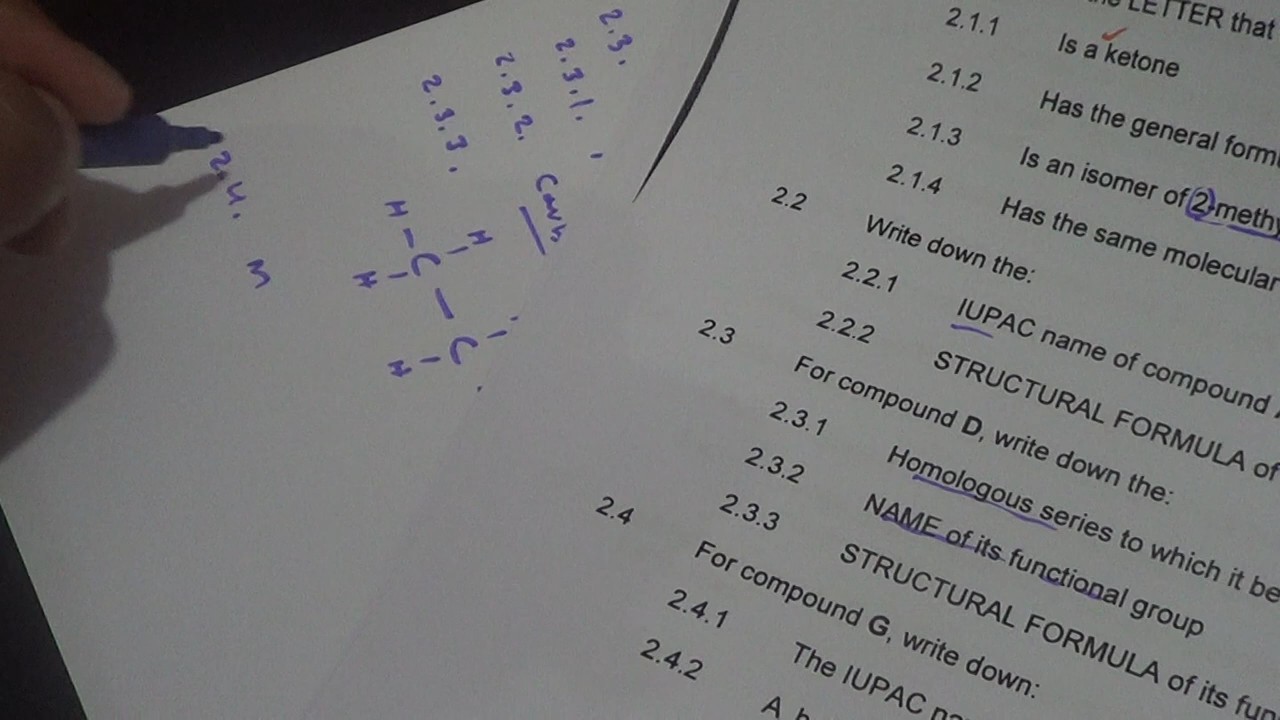 2.3.
2.3.1.
2.3.2. Carb
2.3.3.
H H
H - C
H - C -
2.4.
LETTER that
2.1.1 Is a ketone
2.1.2 Has the general
2.1.3 Is an isomer of 2-methy
2.1.4 Has the same molecular
2.2 Write down the:
2.2.1 IUPAC name of compound
2.2.2 STRUCTURAL FORMULA of
2.3 For compound D, write down the:
2.3.1 Homologous series to which it be
2.3.2 NAME of its functional group
2.3.3 STRUCTURAL FORMULA of its fun
2.4 For compound G, write down:
2.4.1 The IUPAC na
2.4.2 A